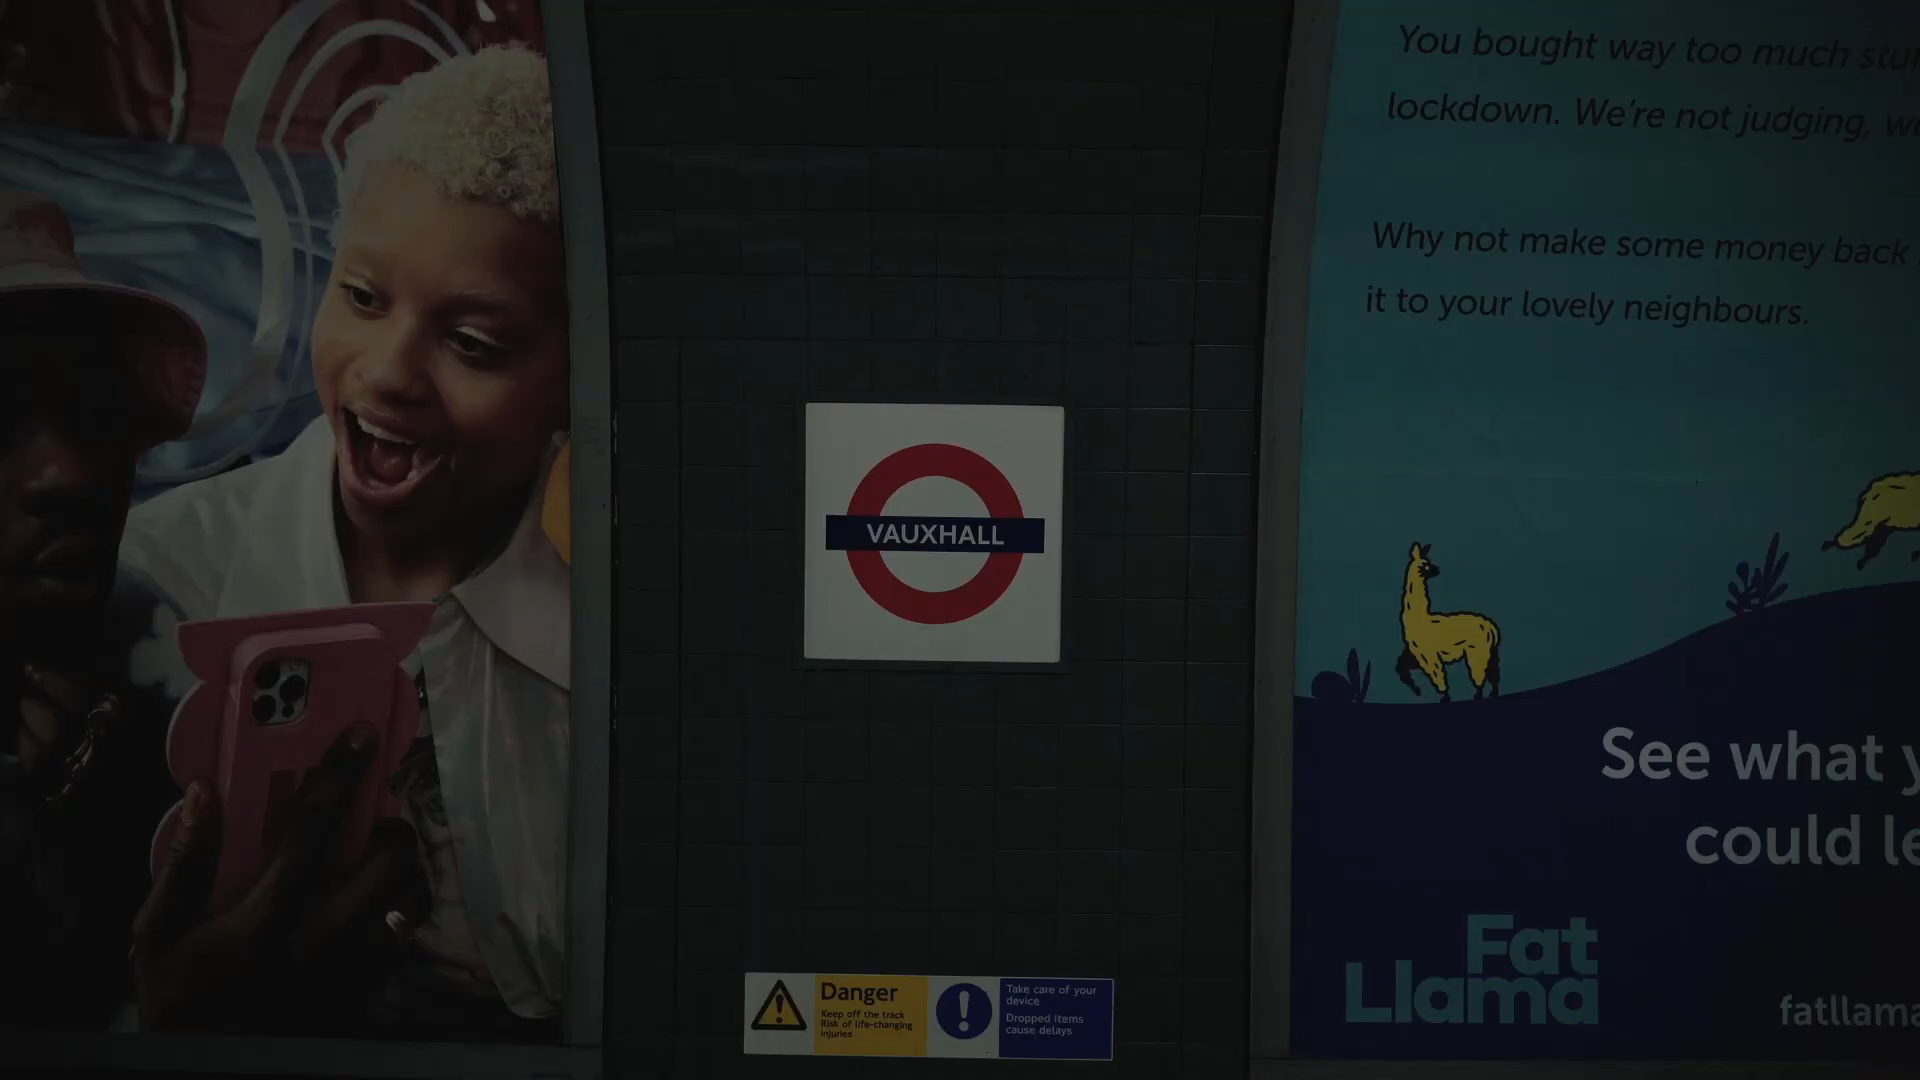 You bought way too much
lockdown. We're not judging,
Why not make some money back
it to your lovely neighbours.
VAUXHALL
See what
could
Fat
Llama
Danger
Keep off the track
Risk of life-changing
injuries
Take care of your
device
Dropped items
cause delays